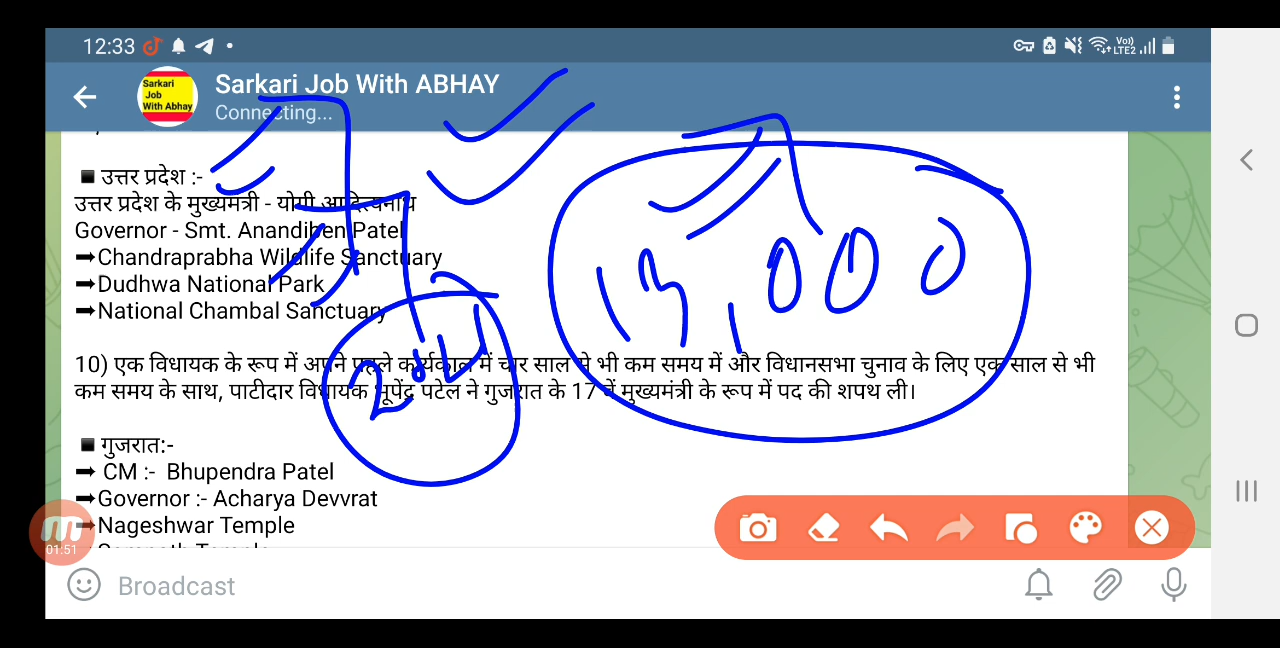 12:33
Vo)) LTE2
Sarkari Job With Abhay
Sarkari Job With ABHAY
Connecting...
■ उत्तर प्रदेश :-
उत्तर प्रदेश के मुख्यमंत्री - योगी आदित्यनाथ
Governor - Smt. Anandiben Patel
➡Chandraprabha Wildlife Sanctuary
➡Dudhwa National Park
➡National Chambal Sanctuary
10) एक विधायक के रूप में अपने पहले कार्यकाल में चार साल से भी कम समय में और विधानसभा चुनाव के लिए एक साल से भी
कम समय के साथ, पाटीदार विधायक भूपेंद्र पटेल ने गुजरात के 17 वें मुख्यमंत्री के रूप में पद की शपथ ली।
■ गुजरात:-
➡ CM :- Bhupendra Patel
➡Governor :- Acharya Devvrat
➡Nageshwar Temple
01:51
Broadcast